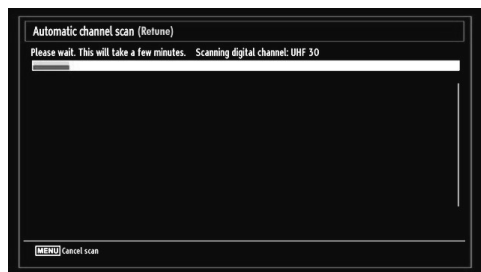 Automatic channel scan (Retune)
Please wait. This will take a few minutes. Scanning digital channel: UHF 30
MENU Cancel scan